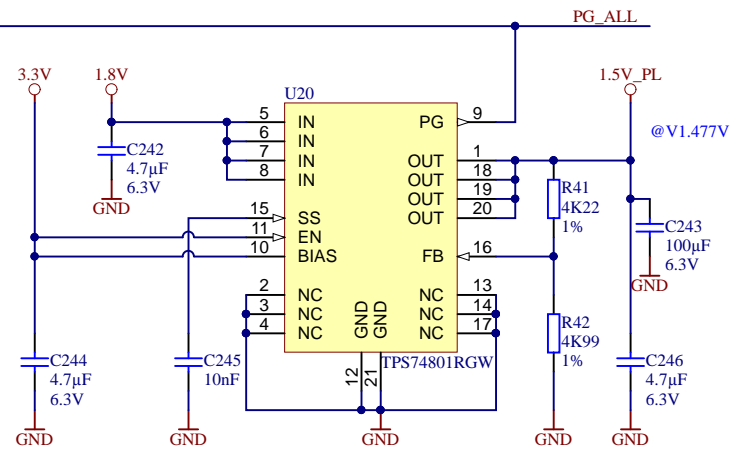 PG_ALL
3.3V
1.8V
1.5V_PL
U20
@V1.477V
5 IN
6 IN
7 IN
8 IN
PG 9
OUT 1
OUT 18
OUT 19
OUT 20
15 SS
11 EN
10 BIAS
FB 16
2 NC
3 NC
4 NC
NC 13
NC 14
NC 17
GND
GND
12
21
TPS74801RGW
C242
4.7µF
6.3V
GND
R41
4K22
1%
C243
100µF
6.3V
GND
R42
4K99
1%
C244
4.7µF
6.3V
GND
C245
10nF
GND
GND
GND
C246
4.7µF
6.3V
GND